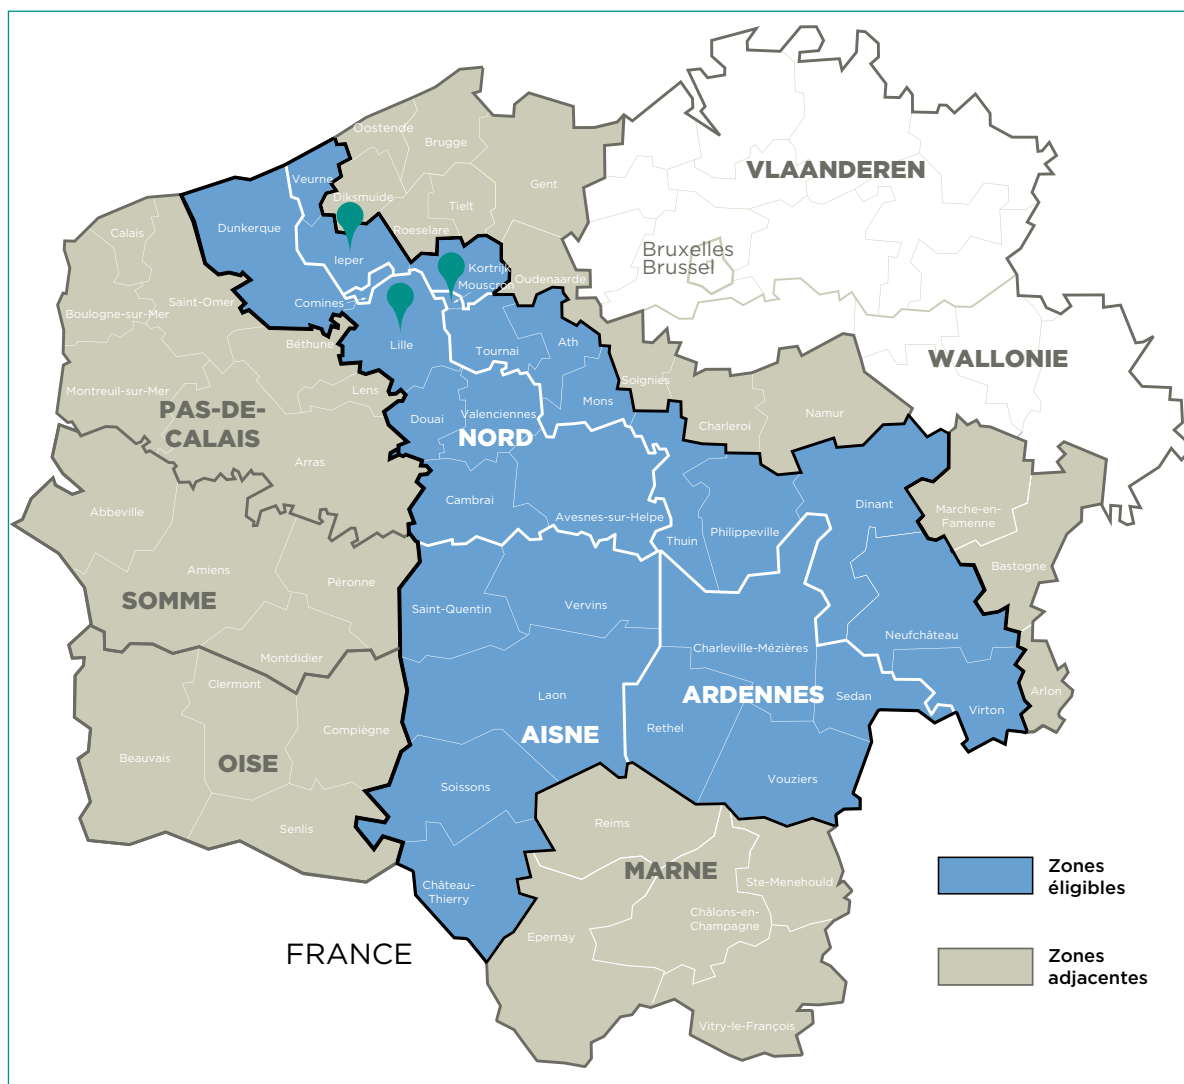 Oostende
Brugge
VLAANDEREN
Veurne
Gent
Diksmuide
Tielt
Dunkerque
Calais
Roeselare
Bruxelles
Brussel
Ieper
Kortrijk
Oudenaarde
Mouscron
Saint-Omer
Comines
Boulogne-sur-Mer
Béthune
Lille
Tournai
Ath
WALLONIE
Soignies
Montreuil-sur-Mer
Lens
Mons
PAS-DE-
CALAIS
Douai
Valenciennes
Namur
Charleroi
NORD
Arras
Cambrai
Dinant
Abbeville
Avesnes-sur-Helpe
Marche-en-
Famenne
Philippeville
Thuin
Bastogne
Amiens
Péronne
SOMME
Saint-Quentin
Vervins
Neufchâteau
Montdidier
Charleville-Mézières
Clermont
Laon
ARDENNES
Sedan
Arlon
Virton
Compiègne
Rethel
AISNE
Beauvais
OISE
Soissons
Vouziers
Senlis
Reims
MARNE
Zones
éligibles
Château-
Thierry
Ste-Menehould
Châlons-en-
Champagne
Epernay
FRANCE
Zones
adjacentes
Vitry-le-François